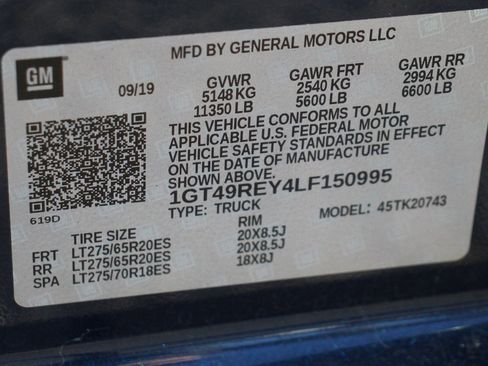 GM
MFD BY GENERAL MOTORS LLC
09/19 GVWR GAWR FRT GAWR RR
5148 KG 2540 KG 2994 KG
11350 LB 5600 LB 6600 LB
THIS VEHICLE CONFORMS TO ALL
APPLICABLE U.S. FEDERAL MOTOR
VEHICLE SAFETY STANDARDS IN EFFECT
ON THE DATE OF MANUFACTURE
SHOWN ABOVE.
1GT49REY4LF150995
619D
TYPE: TRUCK MODEL: 45TK20743
TIRE SIZE RIM
FRT LT275/65R20ES 20X8.5J
RR LT275/65R20ES 20X8.5J
SPA LT275/70R18ES 18X8J